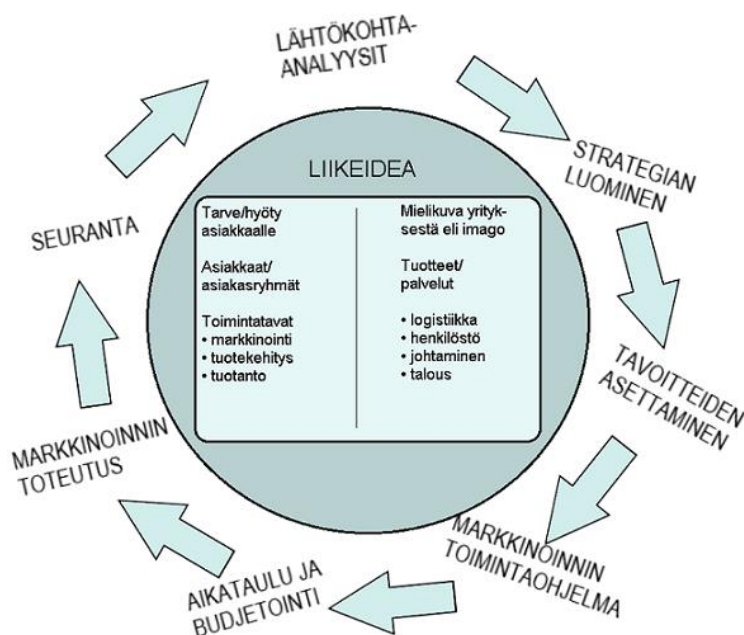 LÄHTÖKOHTA-
ANALYYSIT
STRATEGIAN
LUOMINEN
TAVOITTEIDEN
ASETTAMINEN
MARKKINOINNIN
TOIMINTAOHJELMA
AIKATAULU JA
BUDJETOINTI
MARKKINOINNIN
TOTEUTUS
SEURANTA
LIIKEIDEA
Tarve/hyöty
asiakkaalle
Asiakkaat/
asiakasryhmät
Toimintatavat
• markkinointi
• tuotekehitys
• tuotanto
Mielikuva yrityk-
sestä eli imago
Tuotteet/
palvelut
• logistiikka
• henkilöstö
• johtaminen
• talous